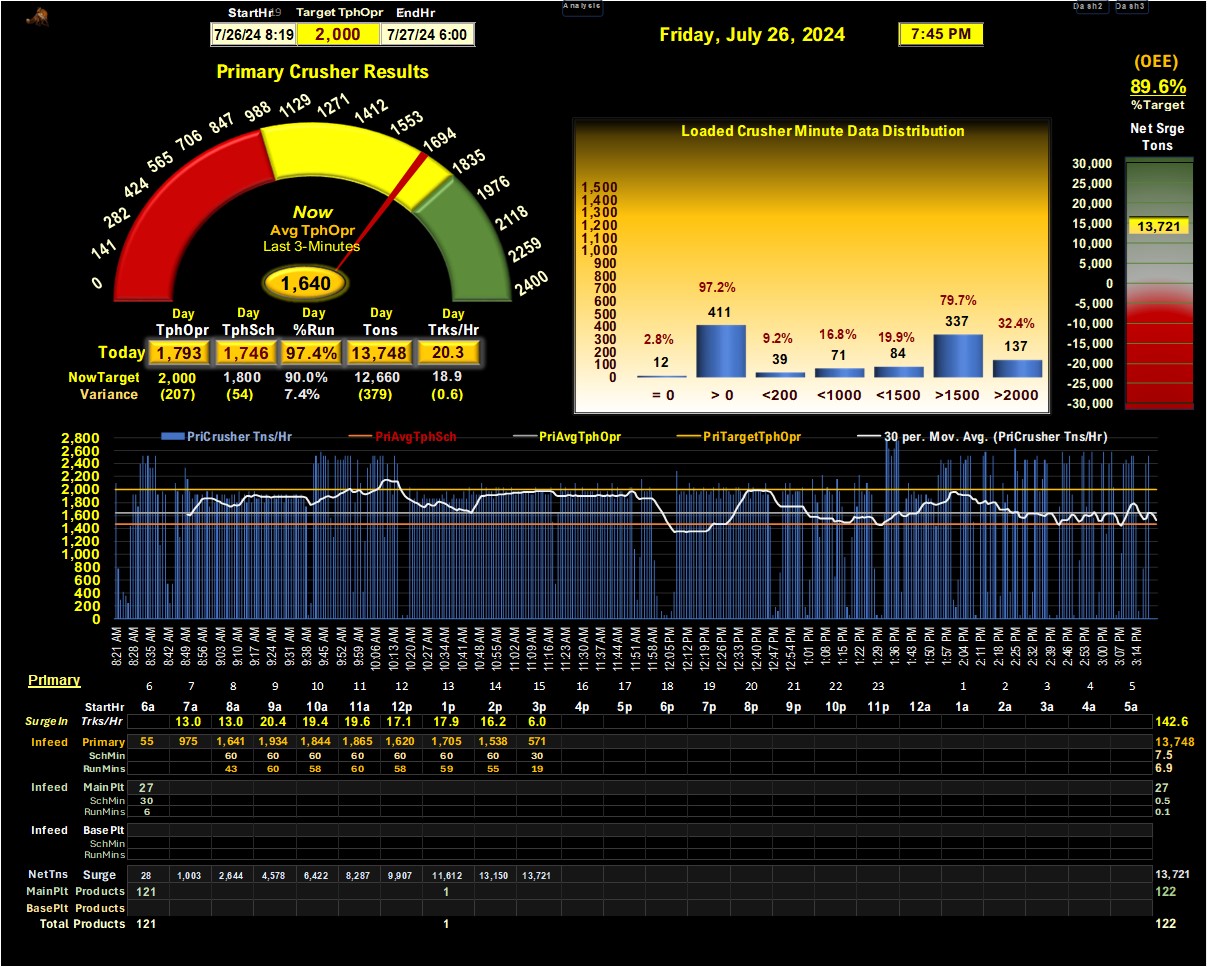 StartHr Target TphOpr EndHr
7/26/24 8:19 2,000 7/27/24 6:00
Analysis
Dash2 Dash3
Friday, July 26, 2024 7:45 PM
Primary Crusher Results
0 141 282 424 565 706 847 988 1129 1271 1412 1553 1694 1835 1976 2118 2259 2400
Now
Avg TphOpr
Last 3-Minutes
1,640
Day Day Day Day Day
TphOpr TphSch %Run Tons Trks/Hr
Today 1,793 1,746 97.4% 13,748 20.3
NowTarget 2,000 1,800 90.0% 12,660 18.9
Variance (207) (54) 7.4% (379) (0.6)
Loaded Crusher Minute Data Distribution
1,500
1,400
1,300
1,200
1,100
1,000
900
800
700
600
500
400
300
200
100
0
2.8% 97.2% 9.2% 16.8% 19.9% 79.7% 32.4%
12 411 39 71 84 337 137
= 0 > 0 <200 <1000 <1500 >1500 >2000
(OEE)
89.6%
%Target
Net Srge
Tons
30,000
25,000
20,000
15,000
10,000
5,000
0
-5,000
-10,000
-15,000
-20,000
-25,000
-30,000
13,721
PriCrusher Tns/Hr PriAvgTphSch PriAvgTphOpr PriTargetTphOpr 30 per. Mov. Avg. (PriCrusher Tns/Hr)
2,800
2,600
2,400
2,200
2,000
1,800
1,600
1,400
1,200
1,000
800
600
400
200
0
8:21 AM 8:28 AM 8:35 AM 8:42 AM 8:49 AM 8:56 AM 9:03 AM 9:10 AM 9:17 AM 9:24 AM 9:31 AM 9:38 AM 9:45 AM 9:52 AM 9:59 AM 10:06 AM 10:13 AM 10:20 AM 10:27 AM 10:34 AM 10:41 AM 10:48 AM 10:55 AM 11:02 AM 11:09 AM 11:16 AM 11:23 AM 11:30 AM 11:37 AM 11:44 AM 11:51 AM 11:58 AM 12:05 PM 12:12 PM 12:19 PM 12:26 PM 12:33 PM 12:40 PM 12:47 PM 12:54 PM 1:01 PM 1:08 PM 1:15 PM 1:22 PM 1:29 PM 1:36 PM 1:43 PM 1:50 PM 1:57 PM 2:04 PM 2:11 PM 2:18 PM 2:25 PM 2:32 PM 2:39 PM 2:46 PM 2:53 PM 3:00 PM 3:07 PM 3:14 PM
Primary 6 7 8 9 10 11 12 13 14 15 16 17 18 19 20 21 22 23 1 2 3 4 5
StartHr 6a 7a 8a 9a 10a 11a 12p 1p 2p 3p 4p 5p 6p 7p 8p 9p 10p 11p 12a 1a 2a 3a 4a 5a
SurgeIn Trks/Hr 13.0 13.0 20.4 19.4 19.6 17.1 17.9 16.2 6.0 142.6
Infeed Primary 55 975 1,641 1,934 1,844 1,865 1,620 1,705 1,538 571 13,748
SchMin 60 60 60 60 60 60 60 30 7.5
RunMins 43 60 58 60 58 59 55 19 6.9
Infeed MainPlt 27 27
SchMin 30 0.5
RunMins 6 0.1
Infeed BasePlt
SchMin
RunMins
NetTns Surge 28 1,003 2,644 4,578 6,422 8,287 9,907 11,612 13,150 13,721 13,721
MainPlt Products 121 1 122
BasePlt Products
Total Products 121 1 122